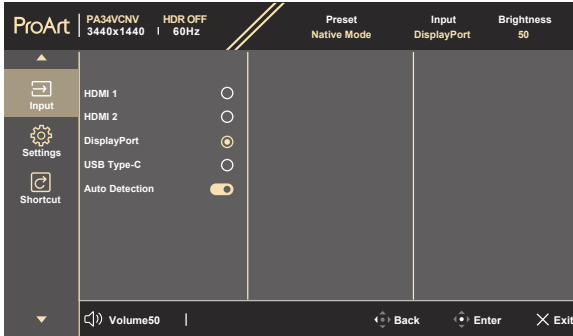 ProArt
PA34VCNV HDR OFF
3440x1440 | 60Hz
Preset
Native Mode
Input
DisplayPort
Brightness
50
Input
Settings
Shortcut
HDMI 1
HDMI 2
DisplayPort
USB Type-C
Auto Detection
Volume50 |
Back
Enter
Exit